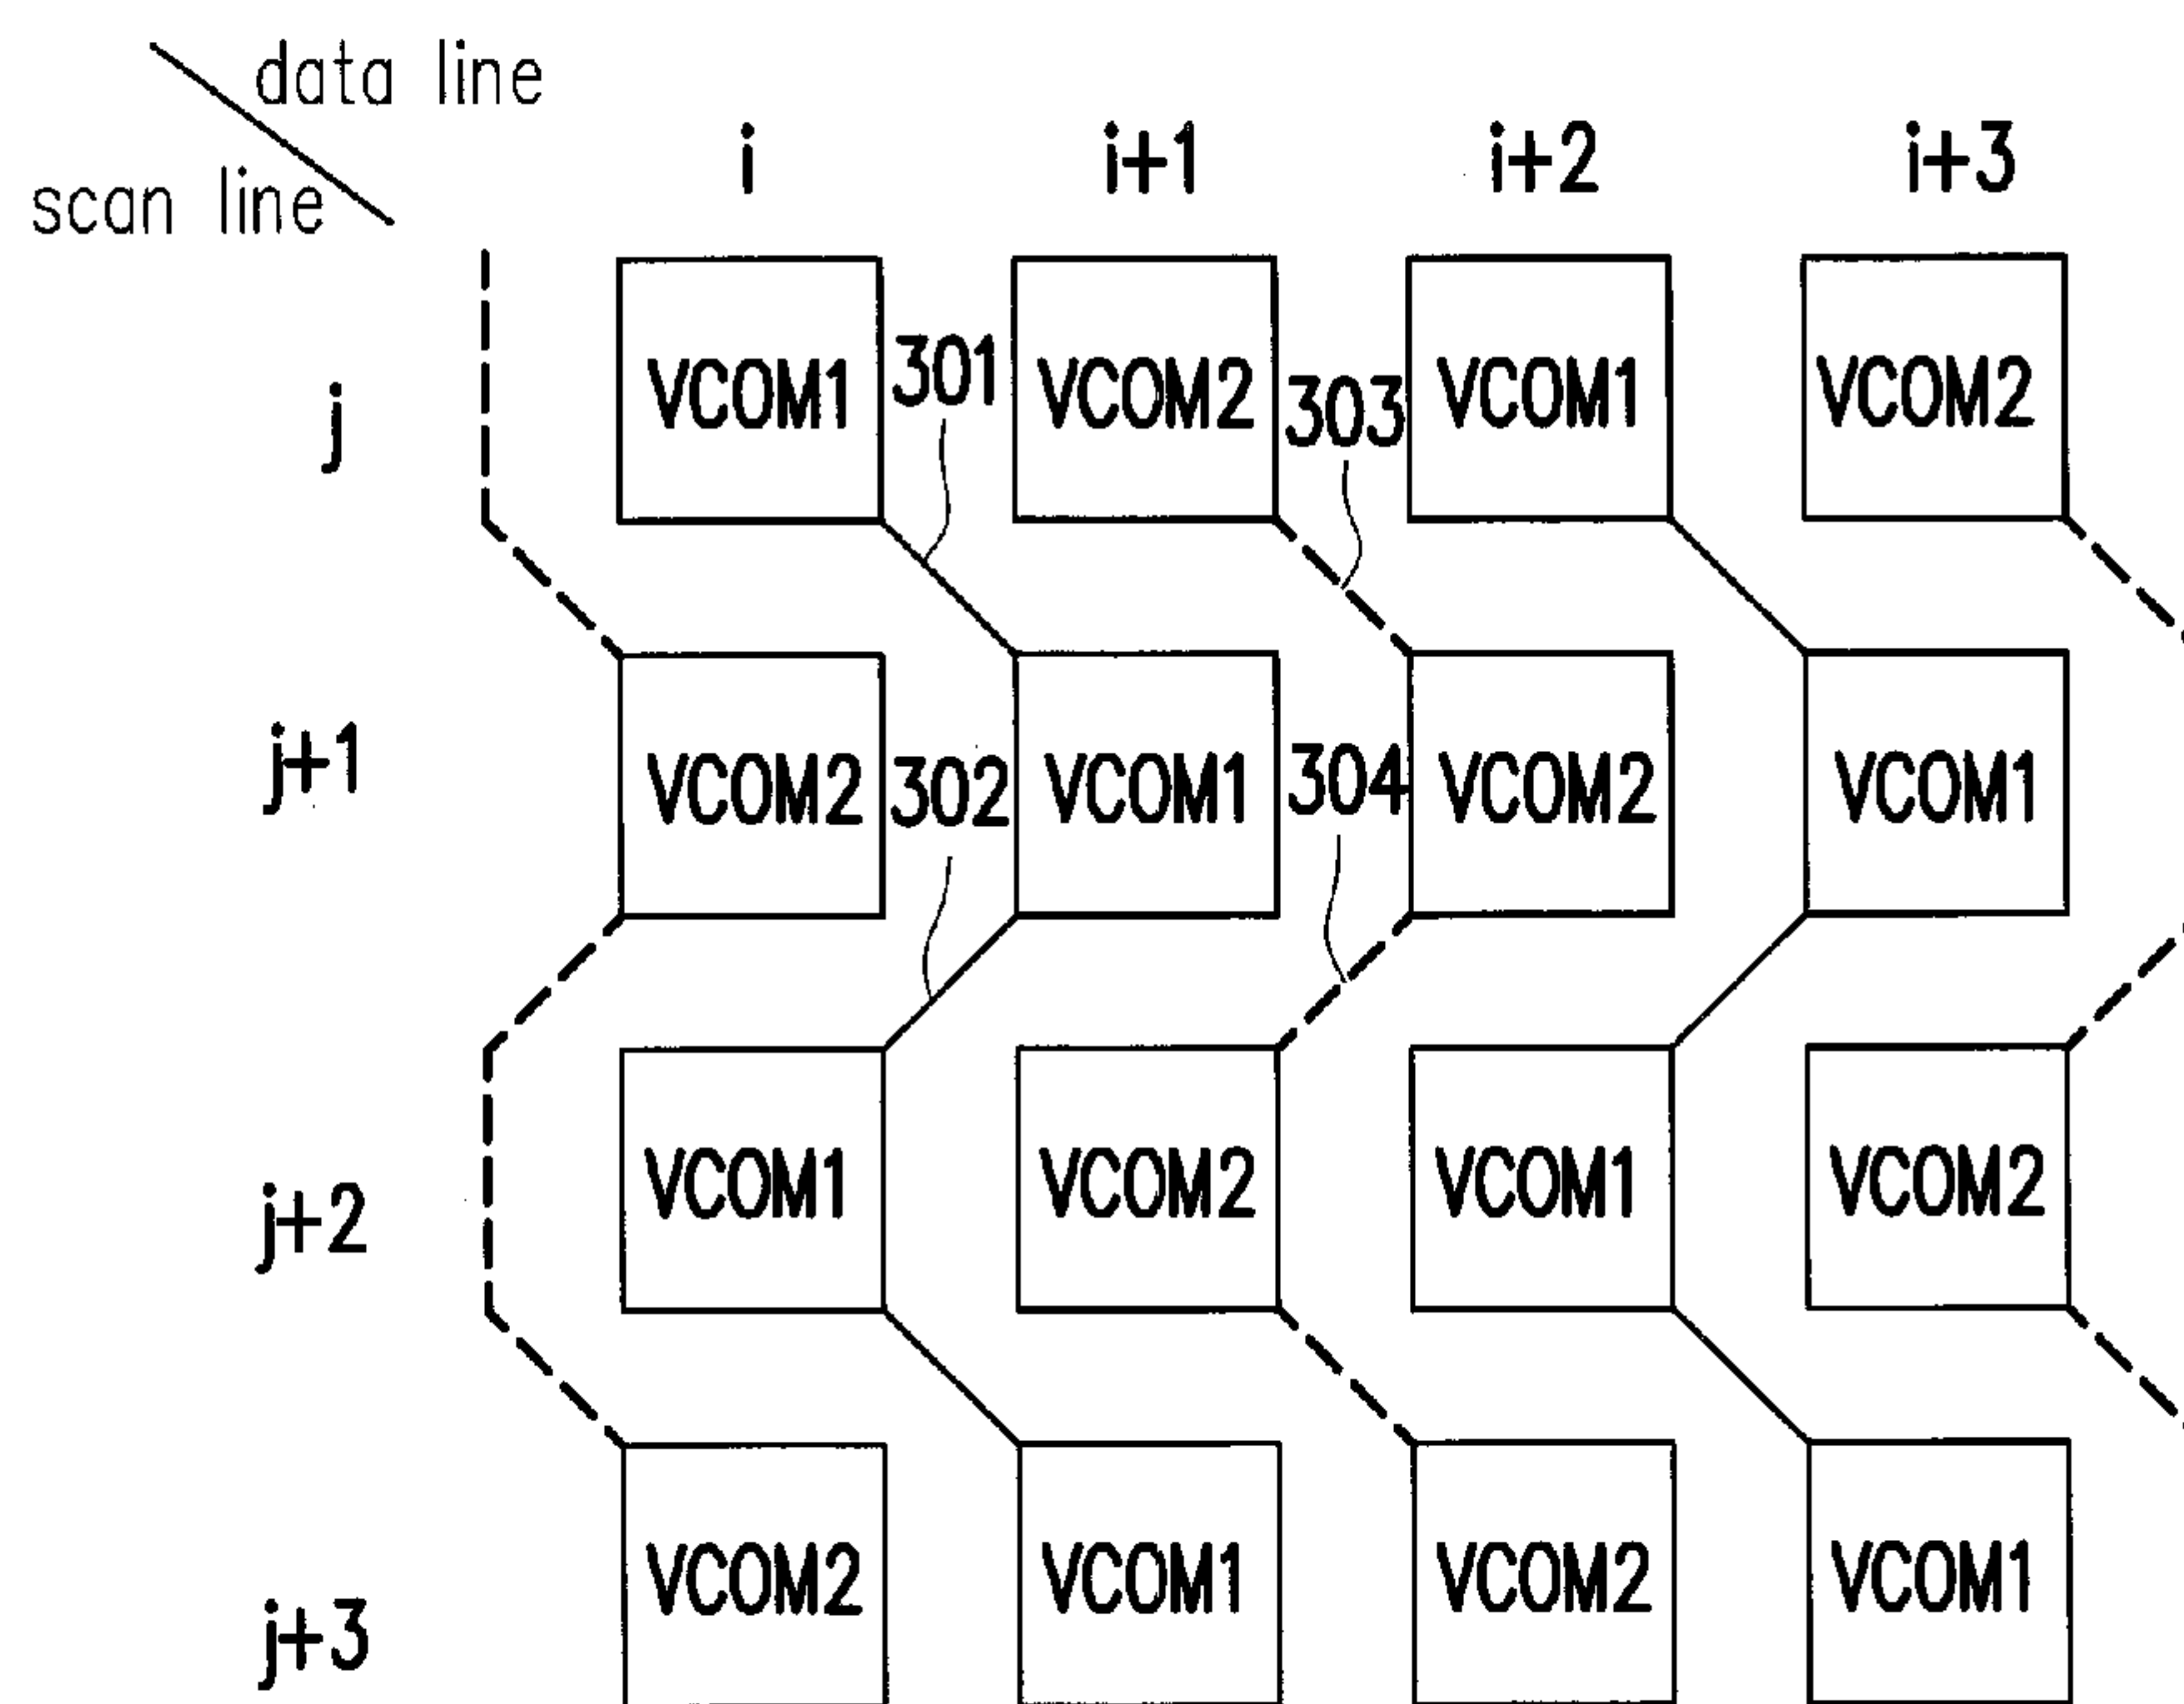 data line
scan line
i i+1 i+2 i+3
j VCOM1 301 VCOM2 303 VCOM1 VCOM2
j+1 VCOM2 302 VCOM1 304 VCOM2 VCOM1
j+2 VCOM1 VCOM2 VCOM1 VCOM2
j+3 VCOM2 VCOM1 VCOM2 VCOM1